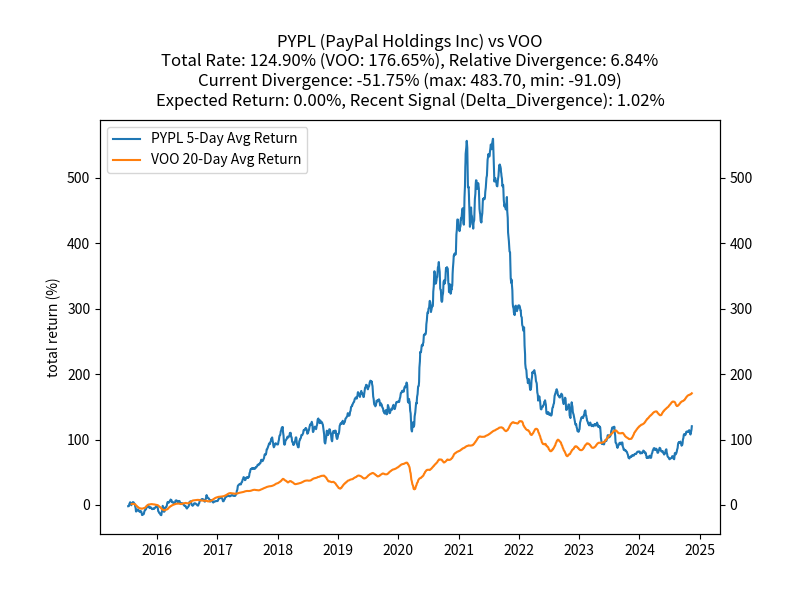 PYPL (PayPal Holdings Inc) vs VOO
Total Rate: 124.90% (VOO: 176.65%), Relative Divergence: 6.84%
Current Divergence: -51.75% (max: 483.70, min: -91.09)
Expected Return: 0.00%, Recent Signal (Delta_Divergence): 1.02%
PYPL 5-Day Avg Return
VOO 20-Day Avg Return
total return (%)
500
400
300
200
100
0
500
400
300
200
100
0
2016 2017 2018 2019 2020 2021 2022 2023 2024 2025